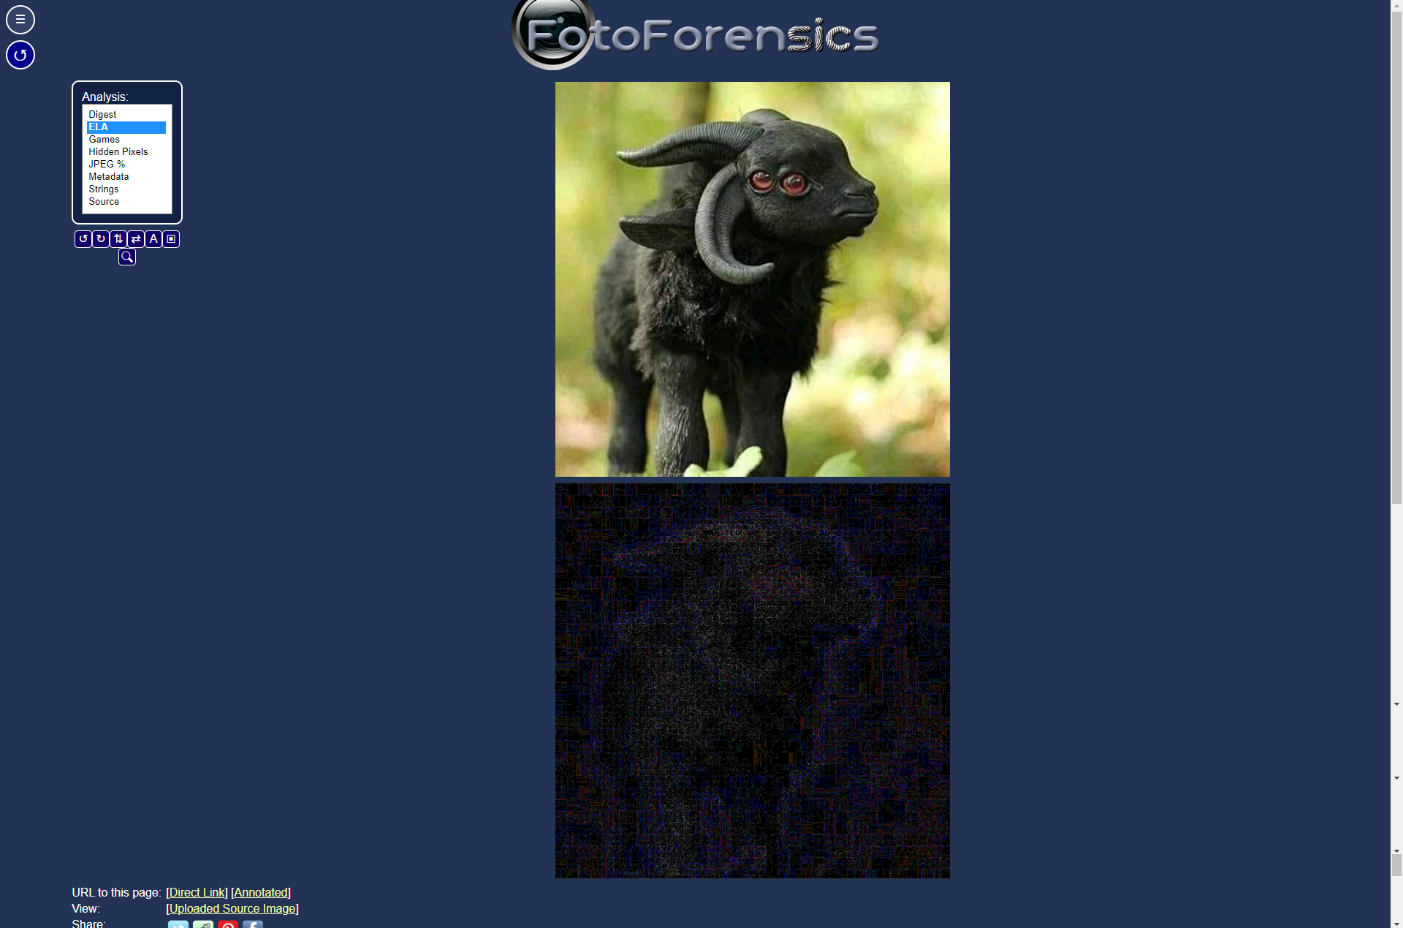 FotoForensics
Analysis:
Digest
ELA
Games
Hidden Pixels
JPEG %
Metadata
Strings
Source
A
URL to this page: [Direct Link] [Annotated]
View: [Uploaded Source Image]
Share: